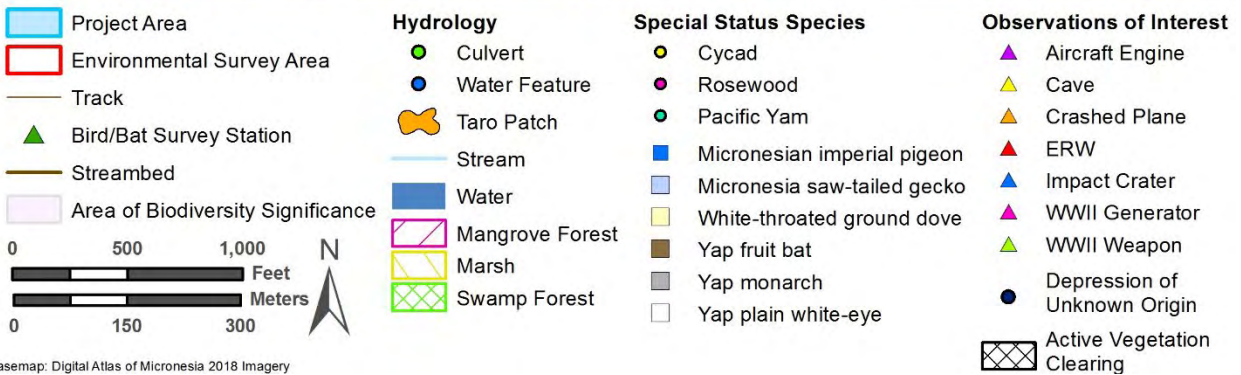 Project Area
Environmental Survey Area
Track
Bird/Bat Survey Station
Streambed
Area of Biodiversity Significance
0 500 1,000
Feet
Meters
0 150 300
N
asemap: Digital Atlas of Micronesia 2018 Imagery
Hydrology
Culvert
Water Feature
Taro Patch
Stream
Water
Mangrove Forest
Marsh
Swamp Forest
Special Status Species
Cycad
Rosewood
Pacific Yam
Micronesian imperial pigeon
Micronesia saw-tailed gecko
White-throated ground dove
Yap fruit bat
Yap monarch
Yap plain white-eye
Observations of Interest
Aircraft Engine
Cave
Crashed Plane
ERW
Impact Crater
WWII Generator
WWII Weapon
Depression of
Unknown Origin
Active Vegetation
Clearing